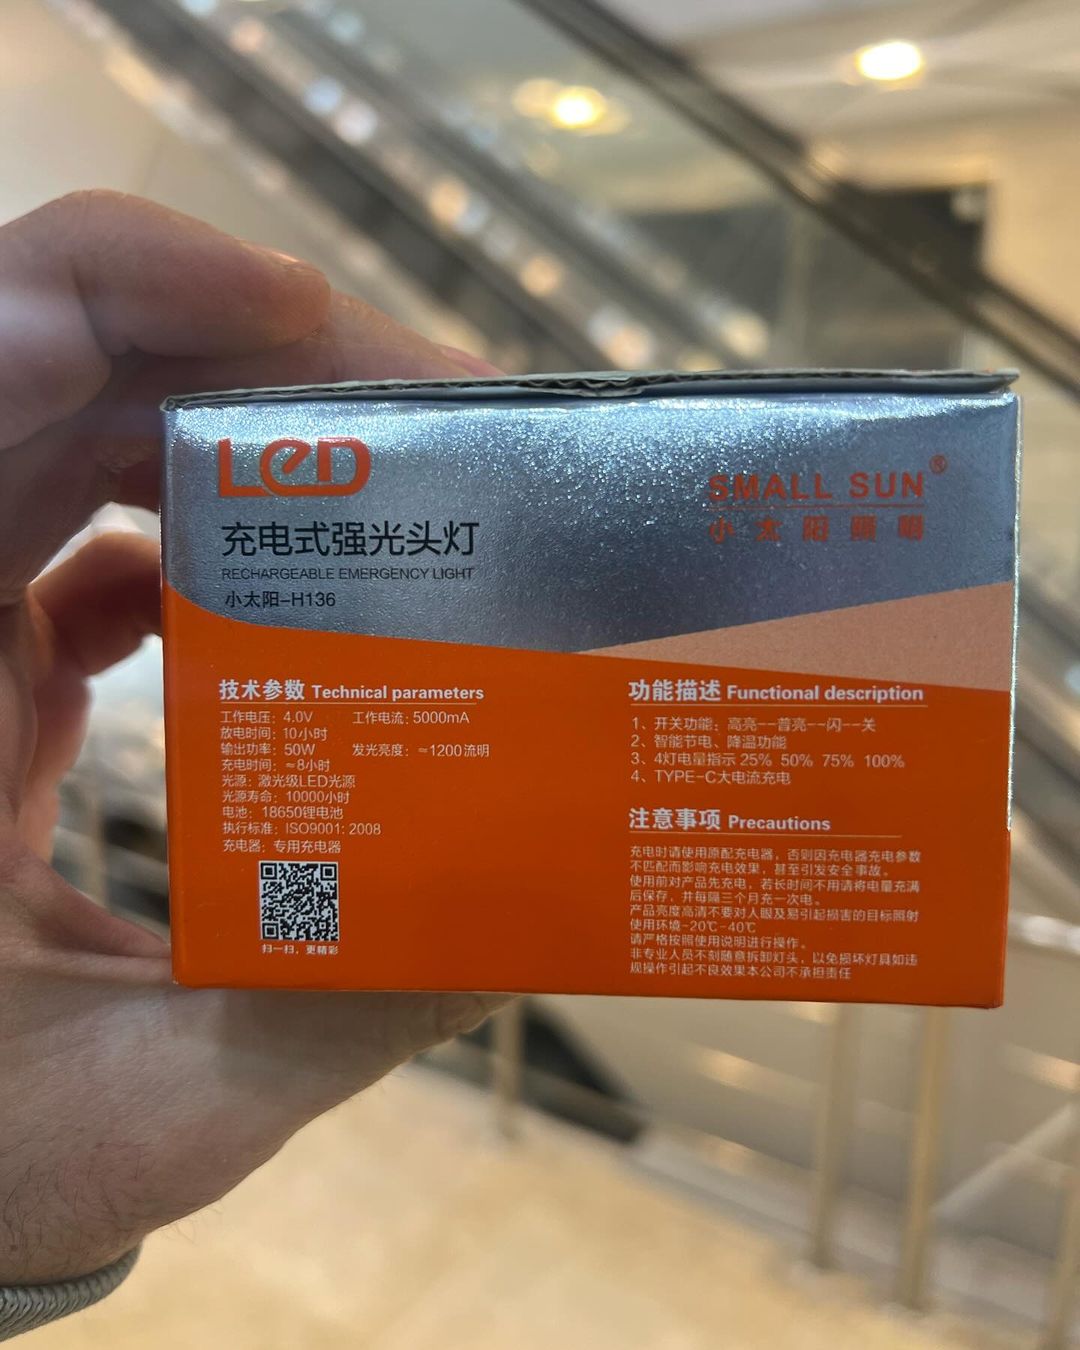 LED
充电式强光头灯
RECHARGEABLE EMERGENCY LIGHT
小太阳-H136
SMALL SUN®
小太阳照明
技术参数 Technical parameters
工作电压：4.0V 工作电流：5000mA
放电时间：10小时
输出功率：50W 发光亮度：≈1200流明
充电时间：≈8小时
光源：激光级LED光源
光源寿命：10000小时
电池：18650锂电池
执行标准：ISO9001: 2008
充电器：专用充电器
扫一扫，更精彩
功能描述 Functional description
1、开关功能：高亮--普亮--闪--关
2、智能节电、降温功能
3、4灯电量指示 25% 50% 75% 100%
4、TYPE-C大电流充电
注意事项 Precautions
充电时请使用原配充电器，否则因充电器充电参数
不匹配而影响充电效果，甚至引发安全事故。
使用前对产品先充电，若长时间不用请将电量充满
后保存，并每隔三个月充一次电。
产品亮度高清不要对人眼及易引起损害的目标照射
使用环境-20℃-40℃
请严格按照使用说明进行操作。
非专业人员不刻随意拆卸灯头，以免损坏灯具如违
规操作引起不良效果本公司不承担责任